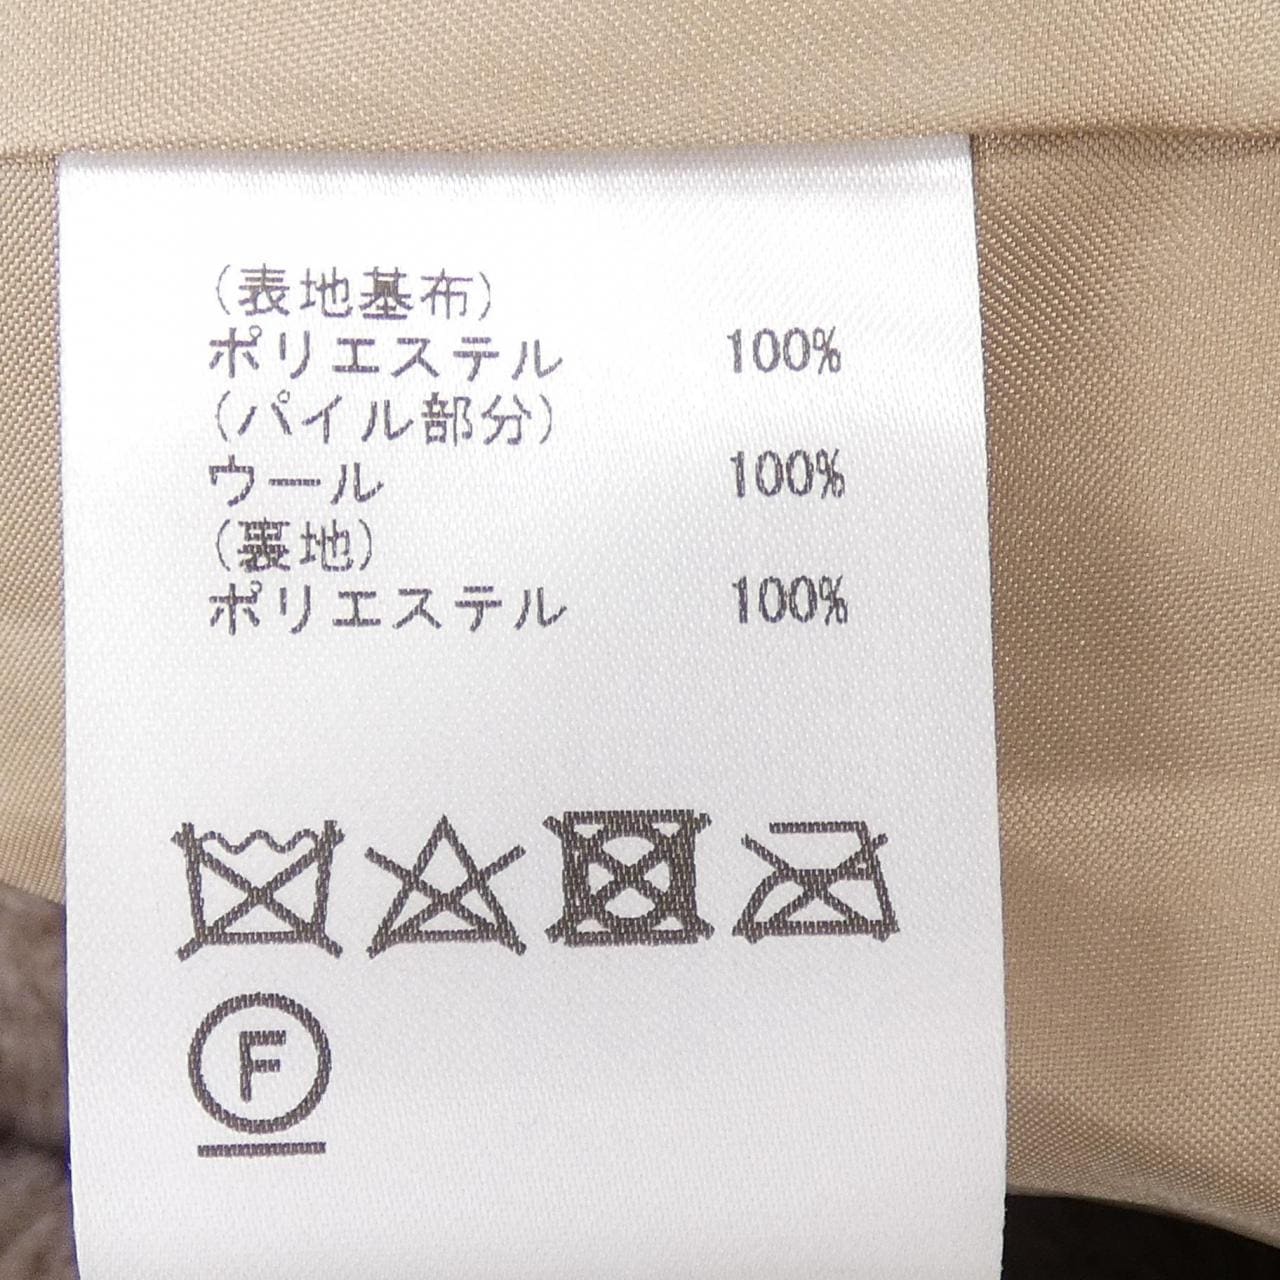 (表地基布)
ポリエステル 100%
(パイル部分)
ウール 100%
(裏地)
ポリエステル 100%
F